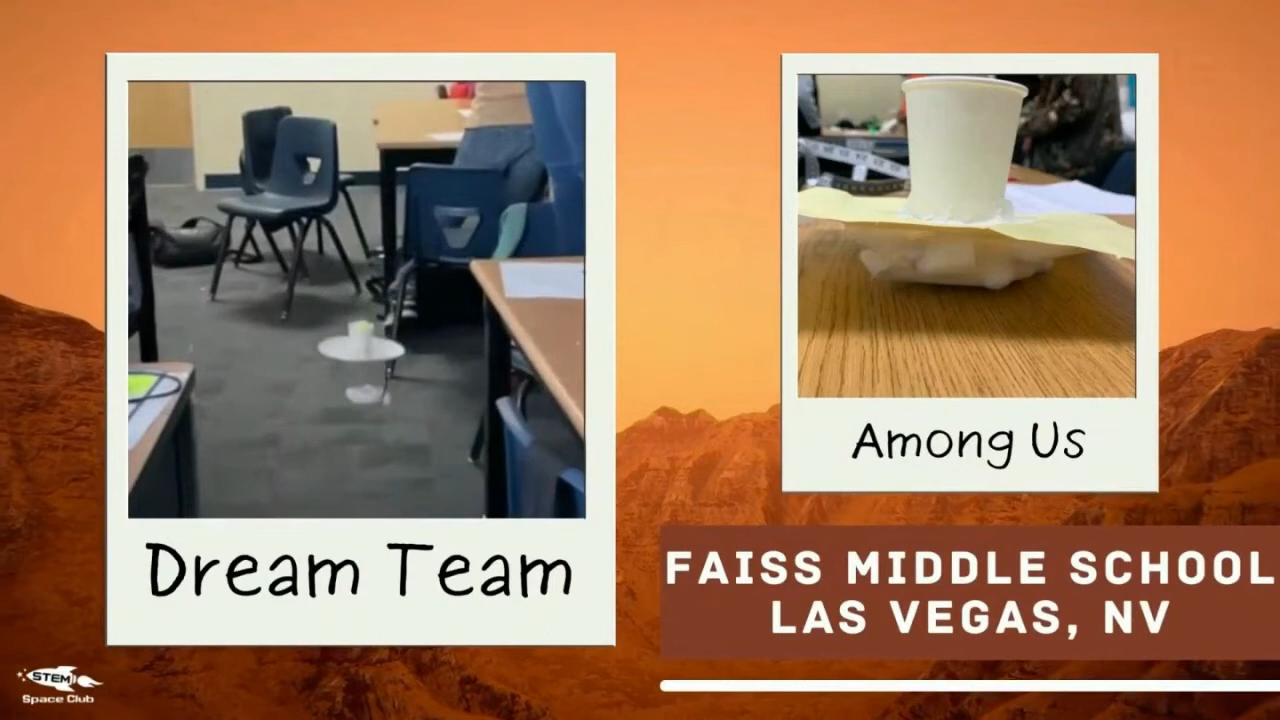 Dream Team
Among Us
FAISS MIDDLE SCHOOL
LAS VEGAS, NV
STEM
Space Club